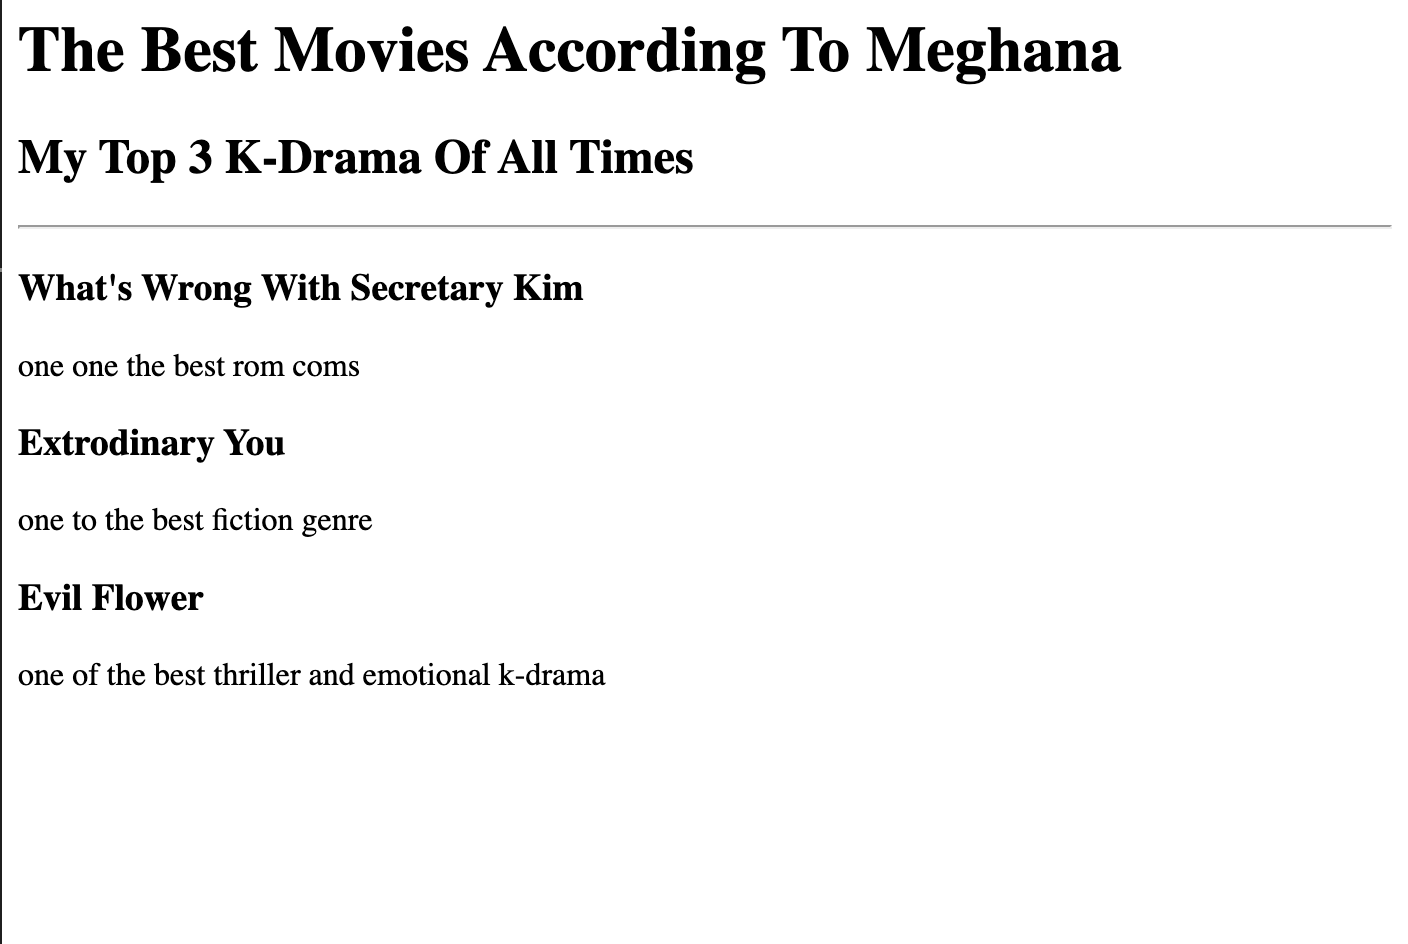 The Best Movies According To Meghana
My Top 3 K-Drama Of All Times
What's Wrong With Secretary Kim
one one the best rom coms
Extrodinary You
one to the best fiction genre
Evil Flower
one of the best thriller and emotional k-drama